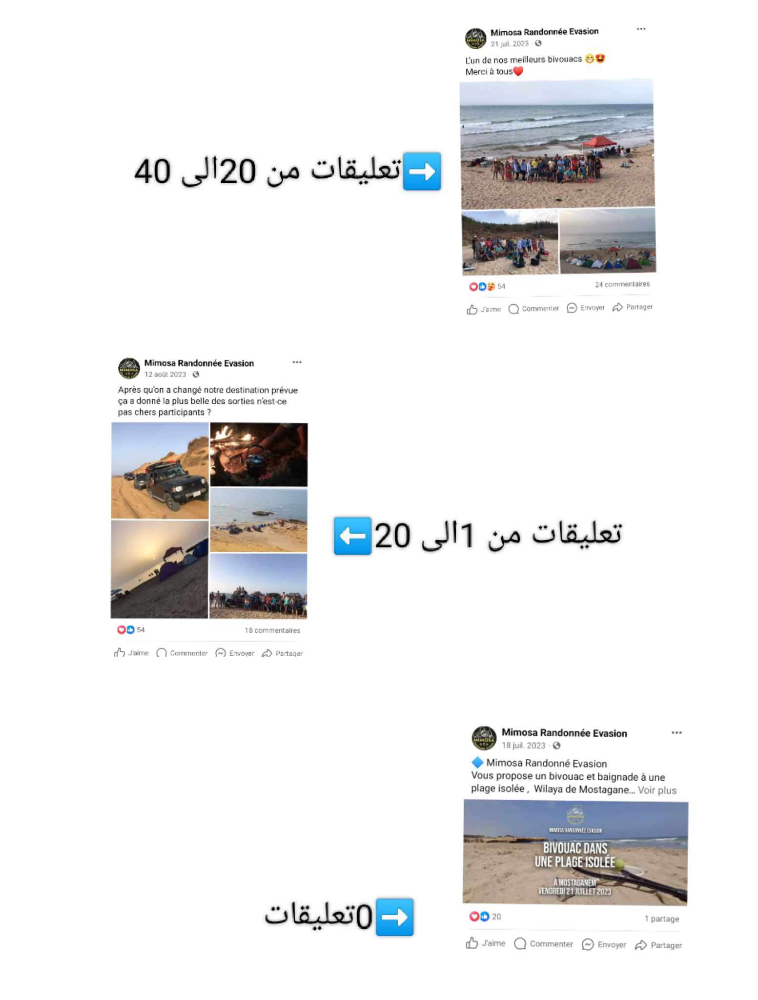 Mimosa Randonnée Evasion
21 juil. 2023
L'un de nos meilleurs bivouacs 😁😍
Merci à tous❤️
تعليقات من 20الى 40
54
24 commentaires
J'aime Commenter Envoyer Partager
Mimosa Randonnée Evasion
12 août 2023
Après qu'on a changé notre destination prévue
ça a donné la plus belle des sorties n'est-ce
pas chers participants ?
تعليقات من 1الى 20
54
18 commentaires
J'aime Commenter Envoyer Partager
MIMOSA
Mimosa Randonnée Evasion
18 juil. 2023
🔷 Mimosa Randonné Evasion
Vous propose un bivouac et baignade à une
plage isolée , Wilaya de Mostagane... Voir plus
MIMOSA
MIMOSA RANDONNÉE EVASION
BIVOUAC DANS
UNE PLAGE ISOLÉE
À MOSTAGANEM
VENDREDI 21 JUILLET 2023
0تعليقات
20
1 partage
J'aime Commenter Envoyer Partager